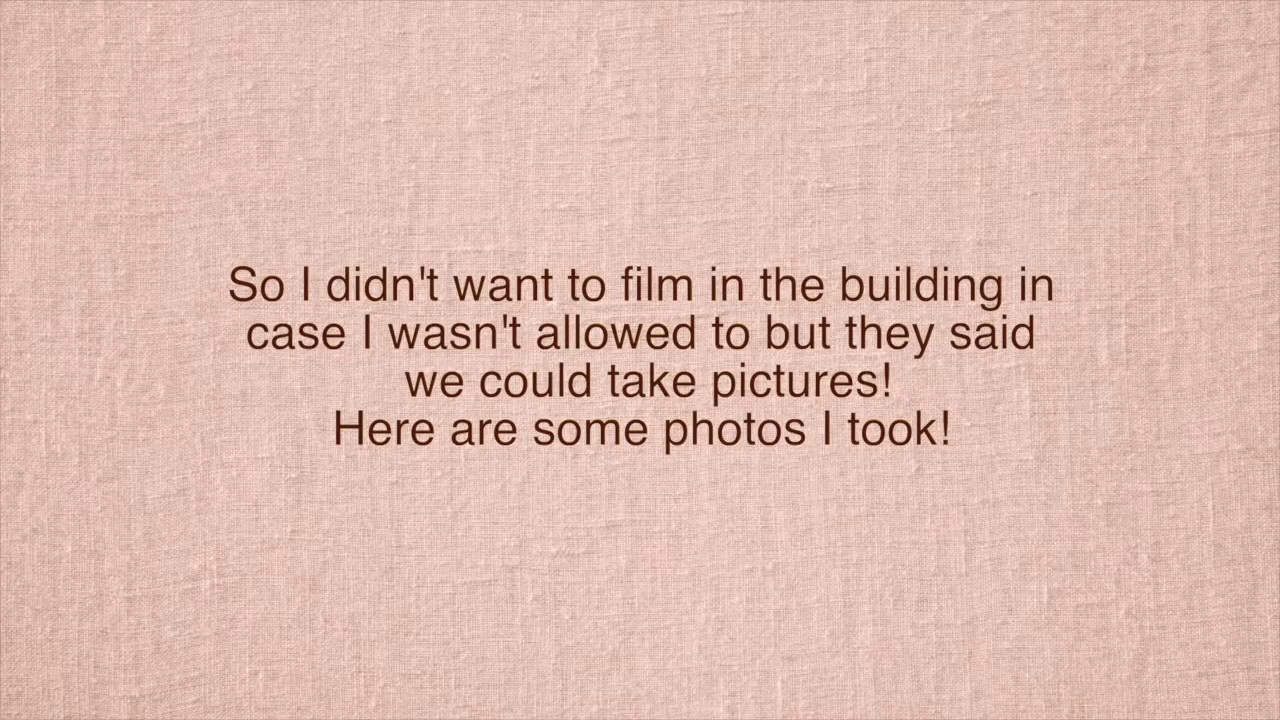 So I didn't want to film in the building in
case I wasn't allowed to but they said
we could take pictures!
Here are some photos I took!